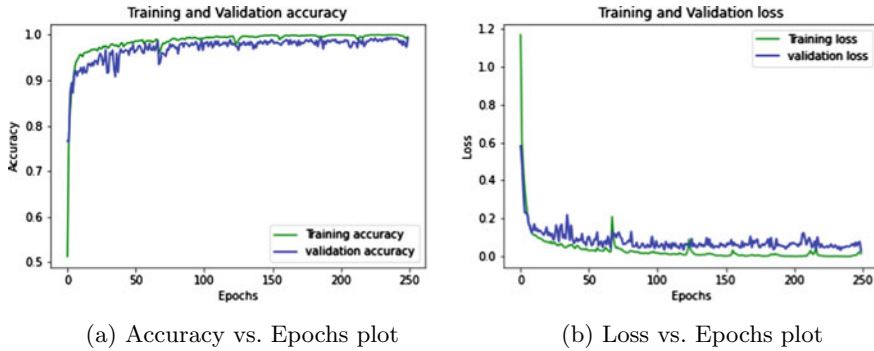 Training and Validation accuracy
1.0
0.9
0.8
0.7
0.6
0.5
Accuracy
Training accuracy
validation accuracy
0 50 100 150 200 250
Epochs
(a) Accuracy vs. Epochs plot
Training and Validation loss
1.2
1.0
0.8
0.6
0.4
0.2
0.0
Loss
Training loss
validation loss
0 50 100 150 200 250
Epochs
(b) Loss vs. Epochs plot